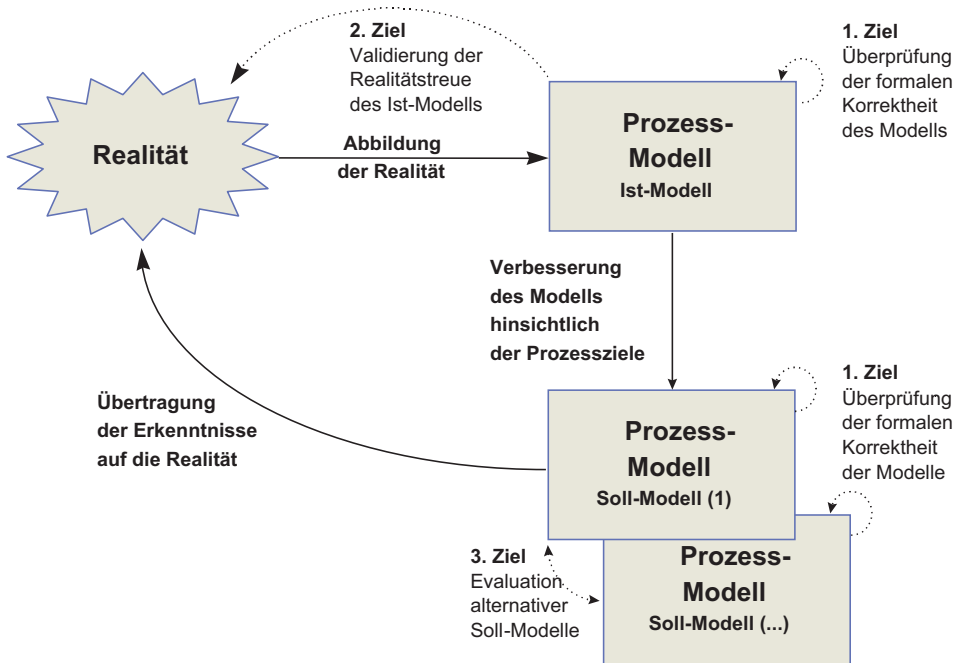 2. Ziel
Validierung der
Realitätstreue
des Ist-Modells
1. Ziel
Überprüfung
der formalen
Korrektheit
des Modells
Realität
Abbildung
der Realität
Prozess-
Modell
Ist-Modell
Verbesserung
des Modells
hinsichtlich
der Prozessziele
Übertragung
der Erkenntnisse
auf die Realität
Prozess-
Modell
Soll-Modell (1)
1. Ziel
Überprüfung
der formalen
Korrektheit
der Modelle
3. Ziel
Evaluation
alternativer
Soll-Modelle
Prozess-
Modell
Soll-Modell (...)